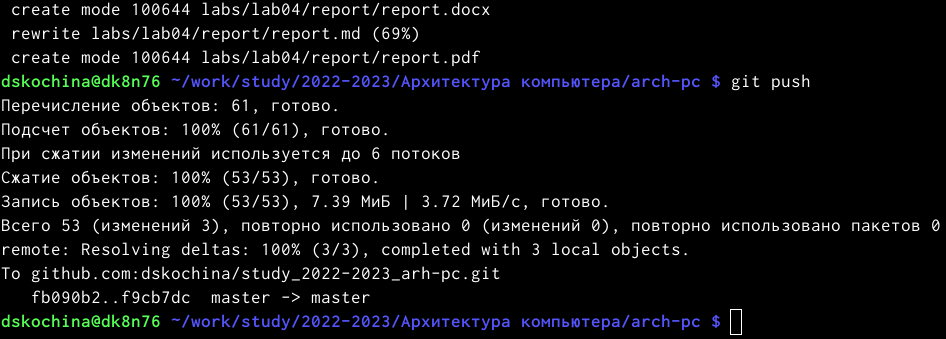 create mode 100644 labs/lab04/report/report.docx
rewrite labs/lab04/report/report.md (69%)
create mode 100644 labs/lab04/report/report.pdf
dskochina@dk8n76 ~/work/study/2022-2023/Архитектура компьютера/arch-pc $ git push
Перечисление объектов: 61, готово.
Подсчет объектов: 100% (61/61), готово.
При сжатии изменений используется до 6 потоков
Сжатие объектов: 100% (53/53), готово.
Запись объектов: 100% (53/53), 7.39 МиБ | 3.72 МиБ/с, готово.
Всего 53 (изменений 3), повторно использовано 0 (изменений 0), повторно использовано пакетов 0
remote: Resolving deltas: 100% (3/3), completed with 3 local objects.
To github.com:dskochina/study_2022-2023_arh-pc.git
fb090b2..f9cb7dc  master -> master
dskochina@dk8n76 ~/work/study/2022-2023/Архитектура компьютера/arch-pc $